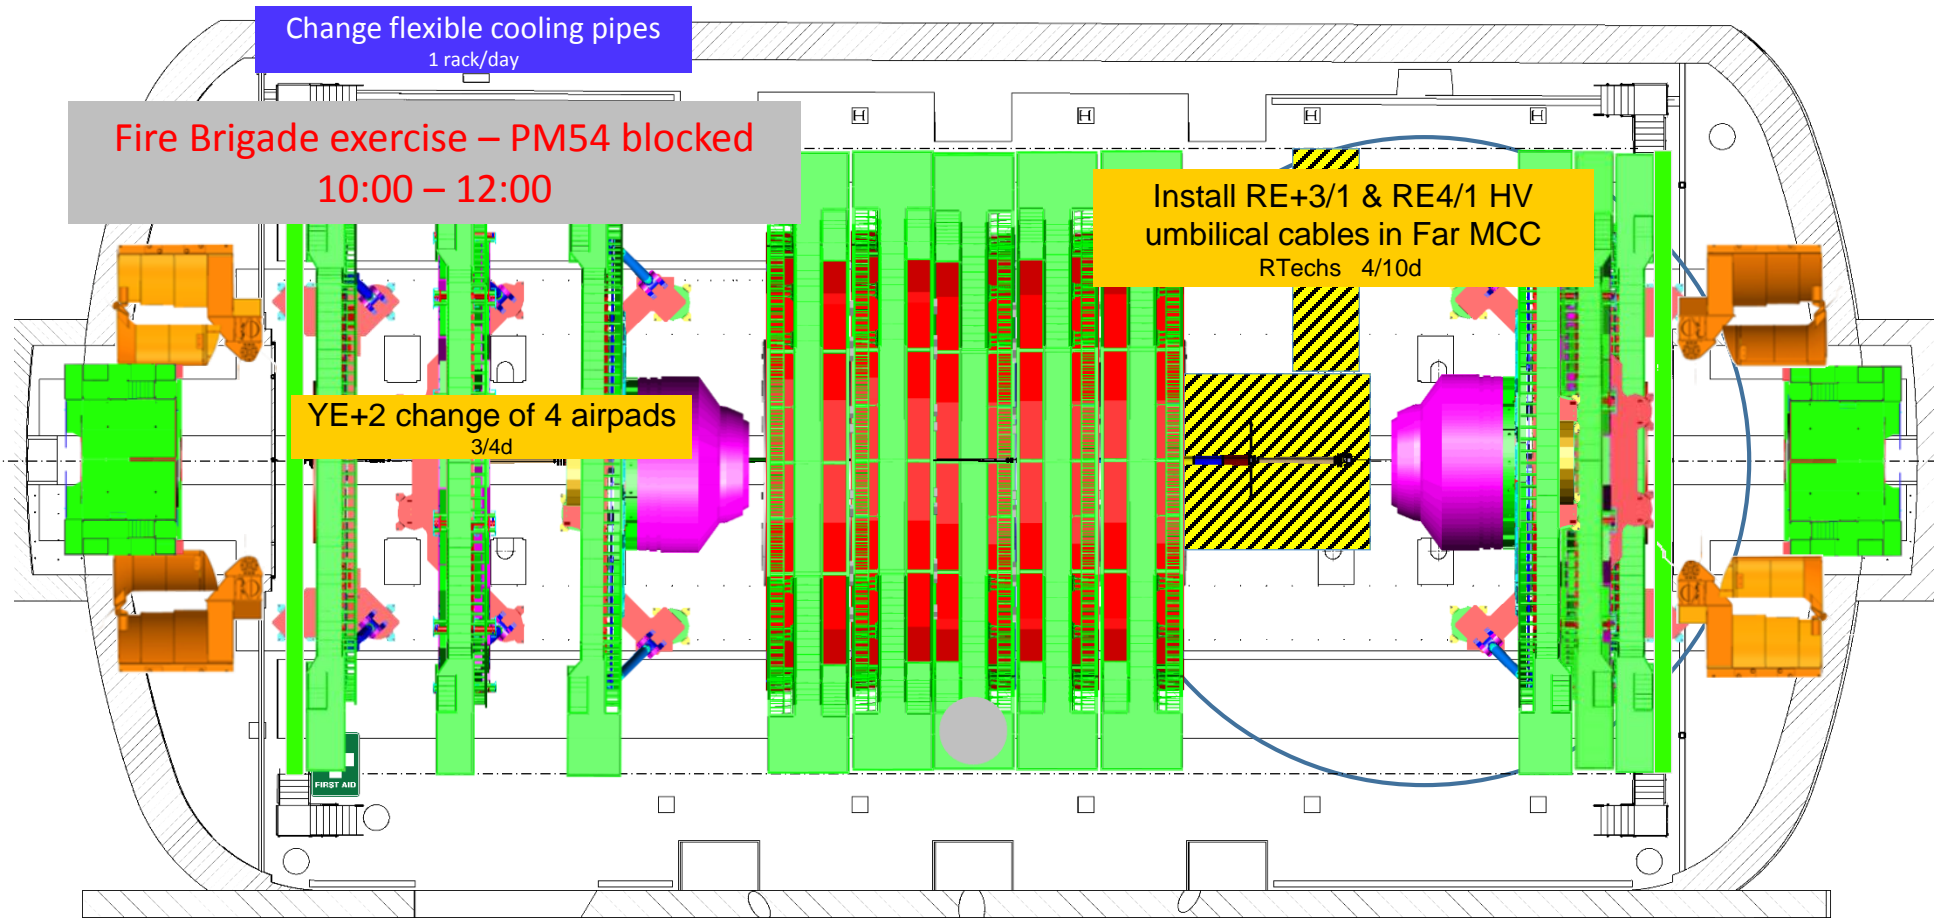 Change flexible cooling pipes
1 rack/day
Fire Brigade exercise – PM54 blocked
10:00 – 12:00
H
H
H
H
Install RE+3/1 & RE4/1 HV
umbilical cables in Far MCC
RTechs 4/10d
YE+2 change of 4 airpads
3/4d
FIRST AID